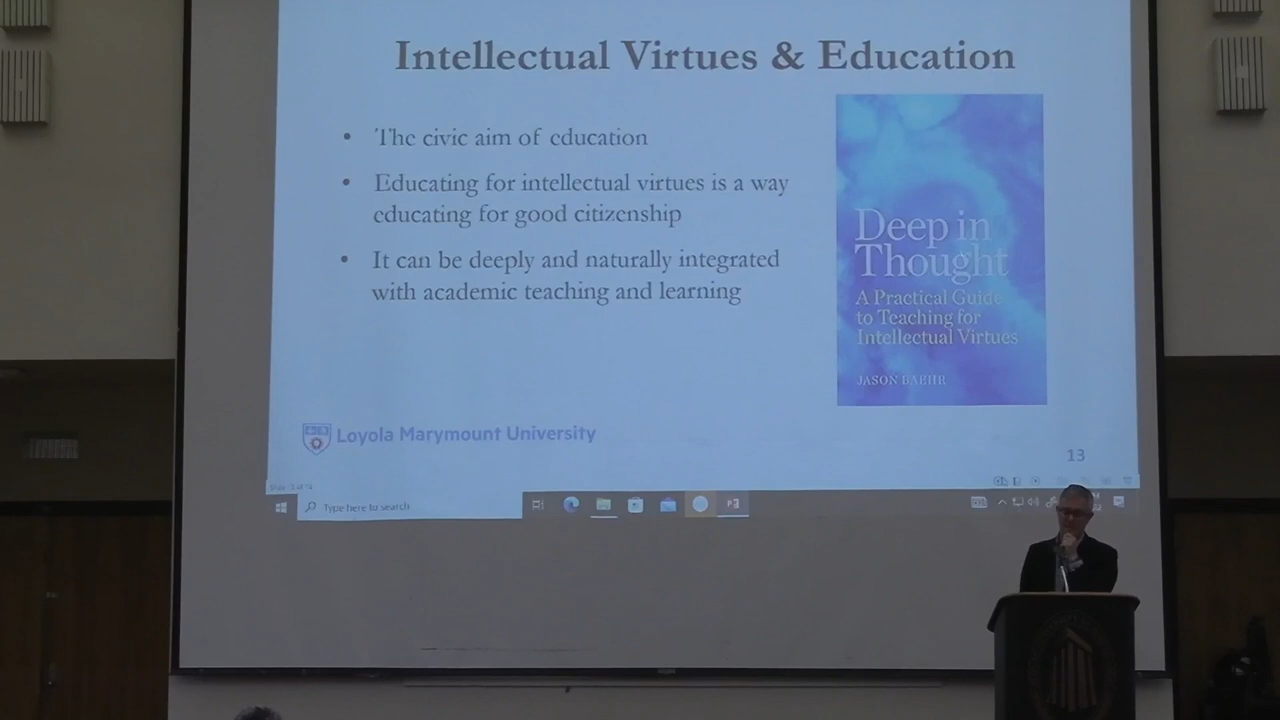 Intellectual Virtues & Education
• The civic aim of education
• Educating for intellectual virtues is a way
educating for good citizenship
• It can be deeply and naturally integrated
with academic teaching and learning
Deep in
Thought
A Practical Guide
to Teaching for
Intellectual Virtues
JASON BAEHR
Loyola Marymount University
13
Type here to search